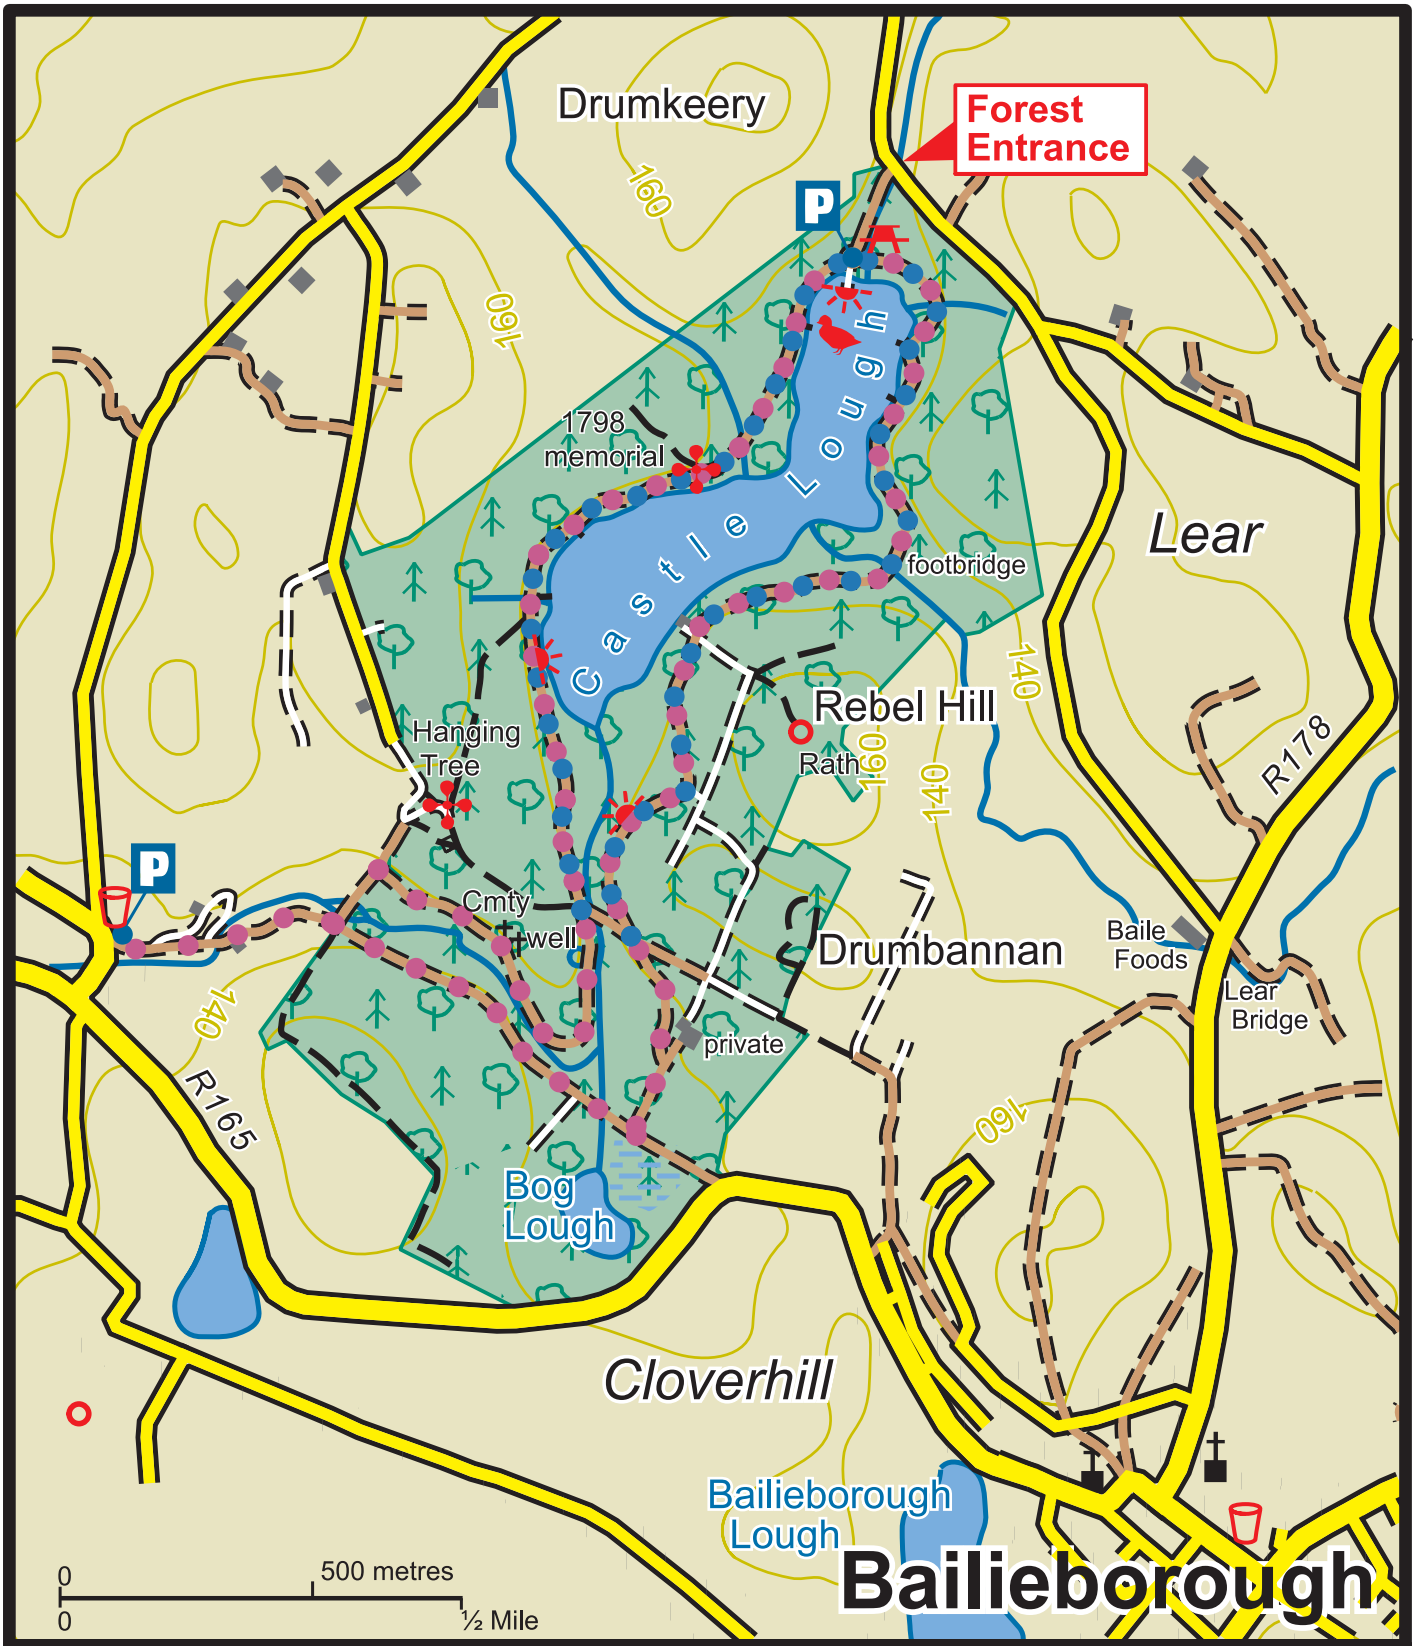 Drumkeery
Forest
Entrance
160
P
160
1798
memorial
Castle Lough
Lear
footbridge
140
Hanging
Tree
Rebel Hill
Rath
160
140
R178
P
Cmty
well
Drumbannan
Baile
Foods
140
Lear
Bridge
private
R165
160
Bog
Lough
Cloverhill
Bailieborough
Lough
Bailieborough
0
500 metres
0
½ Mile